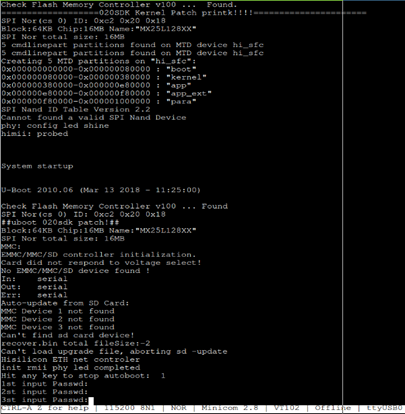 Check Flash Memory Controller v100 ... Found.
====================020SDK Kernel Patch printk!!!!=======================
SPI Nor(cs 0) ID: 0xc2 0x20 0x18
Block:64KB Chip:16MB Name:"MX25L128XX"
SPI Nor total size: 16MB
5 cmdlinepart partitions found on MTD device hi_sfc
5 cmdlinepart partitions found on MTD device hi_sfc
Creating 5 MTD partitions on "hi_sfc":
0x000000000000-0x000000080000 : "boot"
0x000000080000-0x000000380000 : "kernel"
0x000000380000-0x000000e80000 : "app"
0x000000e80000-0x000000f80000 : "app_ext"
0x000000f80000-0x000001000000 : "para"
SPI Nand ID Table Version 2.2
Cannot found a valid SPI Nand Device
phy: config led shine
himii: probed
System startup
U-Boot 2010.06 (Mar 13 2018 - 11:25:00)
Check Flash Memory Controller v100 ... Found
SPI Nor(cs 0) ID: 0xc2 0x20 0x18
##uboot 020sdk patch!##
Block:64KB Chip:16MB Name:"MX25L128XX"
SPI Nor total size: 16MB
MMC:
EMMC/MMC/SD controller initialization.
Card did not respond to voltage select!
No EMMC/MMC/SD device found !
In:    serial
Out:   serial
Err:   serial
Auto-update from SD Card:
MMC Device 1 not found
MMC Device 2 not found
MMC Device 3 not found
Can't find sd card device!
recover.bin total fileSize:-2
Can't load upgrade file, aborting sd -update
Hisilicon ETH net controler
init rmii phy led completed
Hit any key to stop autoboot:  1
1st input Passwd:
2st input Passwd:
3st input Passwd:
CTRL-A Z for help | 115200 8N1 | NOR | Minicom 2.8 | VT102 | Offline | ttyUSB0